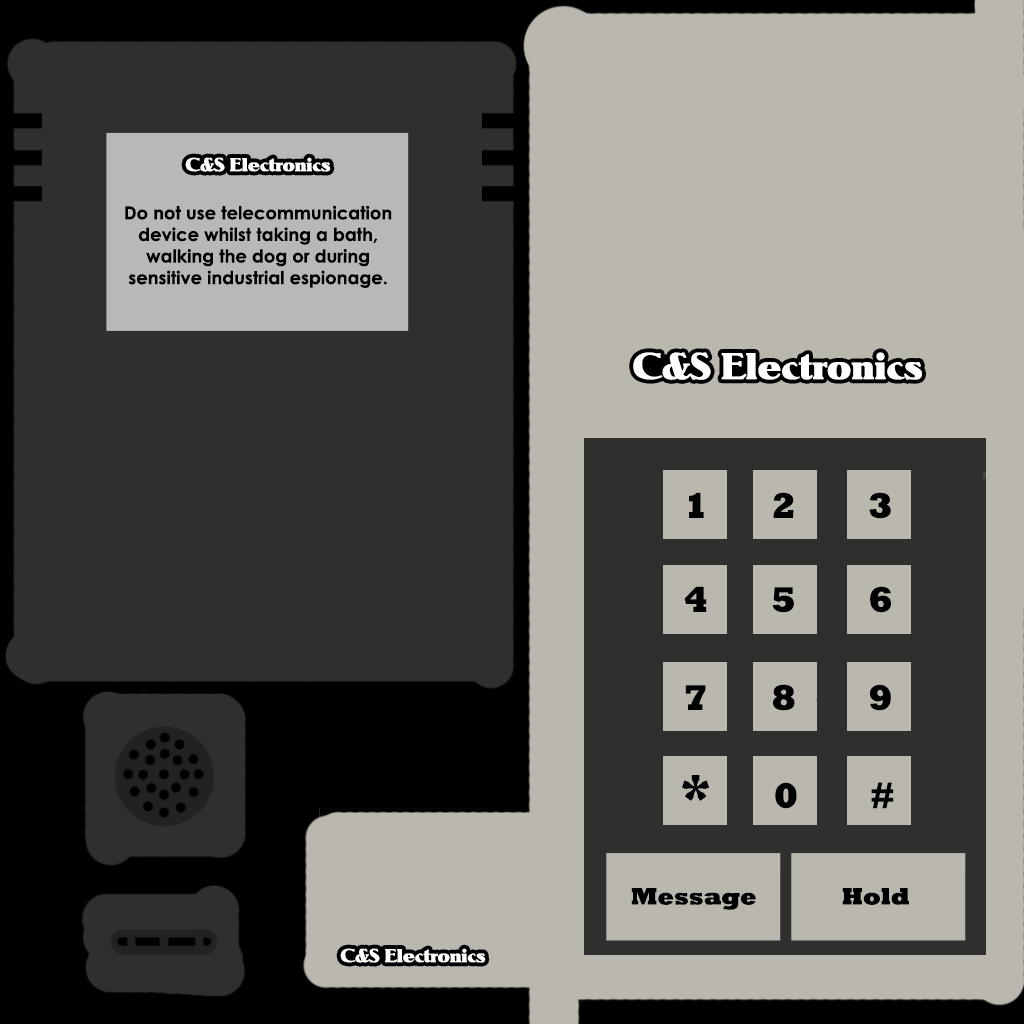 C&S Electronics
Do not use telecommunication
device whilst taking a bath,
walking the dog or during
sensitive industrial espionage.
C&S Electronics
1 2 3
4 5 6
7 8 9
* 0 #
Message Hold
C&S Electronics